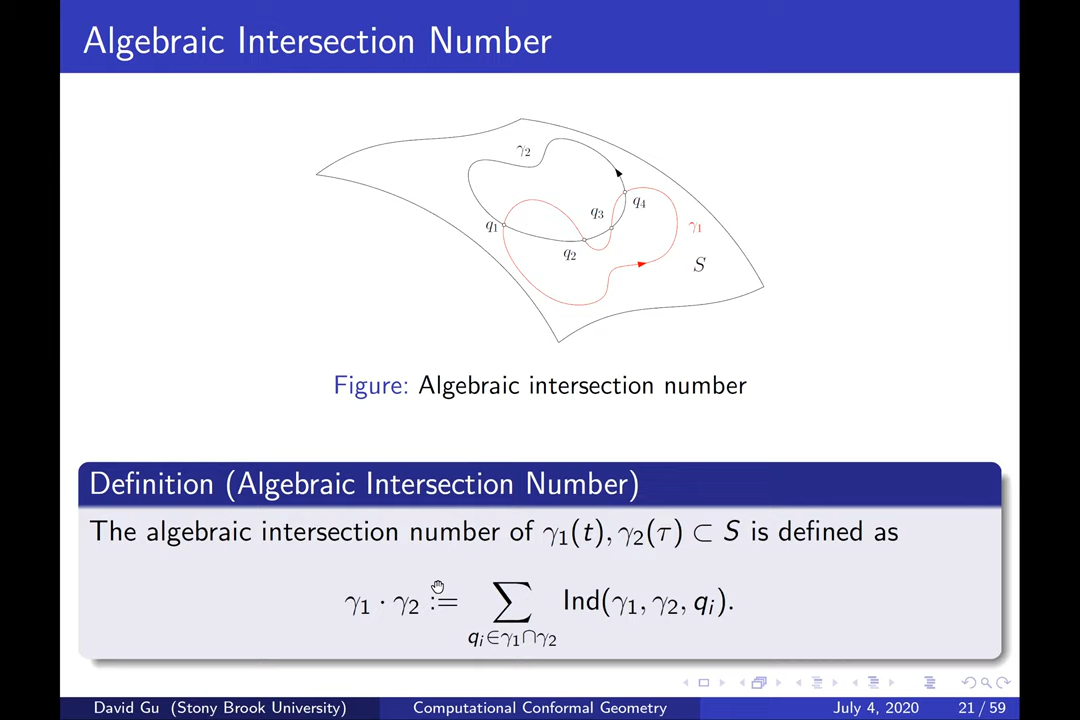 Algebraic Intersection Number
γ₂
q₁
q₂
q₃
q₄
γ₁
S
Figure: Algebraic intersection number
Definition (Algebraic Intersection Number)
The algebraic intersection number of γ₁(t), γ₂(τ) ⊂ S is defined as
γ₁ · γ₂ := ∑ Ind(γ₁, γ₂, qᵢ).
qᵢ∈γ₁∩γ₂
David Gu (Stony Brook University) Computational Conformal Geometry July 4, 2020 21 / 59